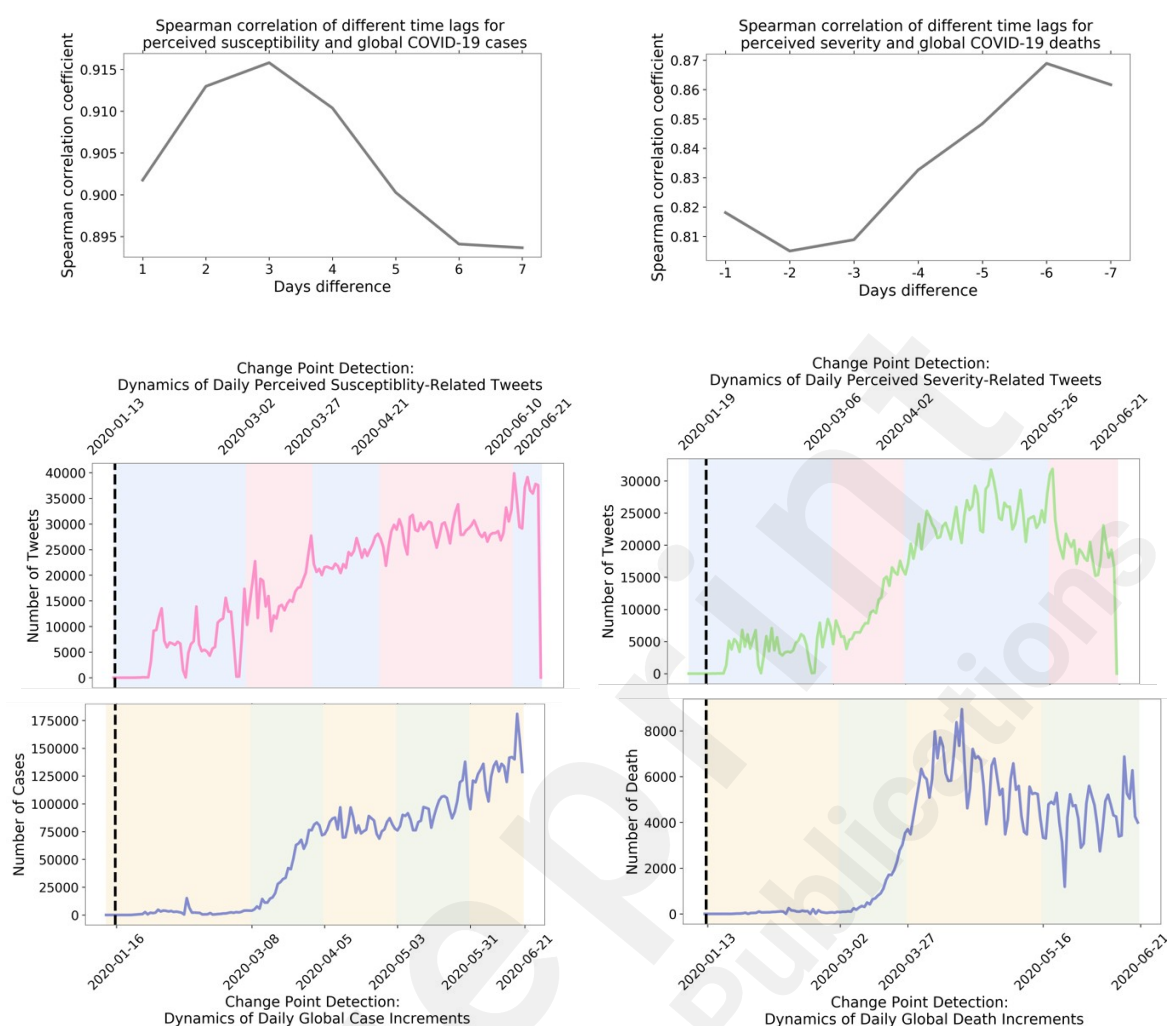 Spearman correlation of different time lags for
perceived susceptibility and global COVID-19 cases
Spearman correlation coefficient
0.915
0.910
0.905
0.900
0.895
1 2 3 4 5 6 7
Days difference
Spearman correlation of different time lags for
perceived severity and global COVID-19 deaths
Spearman correlation coefficient
0.87
0.86
0.85
0.84
0.83
0.82
0.81
-1 -2 -3 -4 -5 -6 -7
Days difference
Change Point Detection:
Dynamics of Daily Perceived Susceptiblity-Related Tweets
2020-01-13 2020-03-02 2020-03-27 2020-04-21 2020-06-10 2020-06-21
Number of Tweets
40000
35000
30000
25000
20000
15000
10000
5000
0
Change Point Detection:
Dynamics of Daily Perceived Severity-Related Tweets
2020-01-19 2020-03-06 2020-04-02 2020-05-26 2020-06-21
Number of Tweets
30000
25000
20000
15000
10000
5000
0
Number of Cases
175000
150000
125000
100000
75000
50000
25000
0
2020-01-16 2020-03-08 2020-04-05 2020-05-03 2020-05-31 2020-06-21
Change Point Detection:
Dynamics of Daily Global Case Increments
Number of Death
8000
6000
4000
2000
0
2020-01-13 2020-03-02 2020-03-27 2020-05-16 2020-06-21
Change Point Detection:
Dynamics of Daily Global Death Increments
eprint
Publications